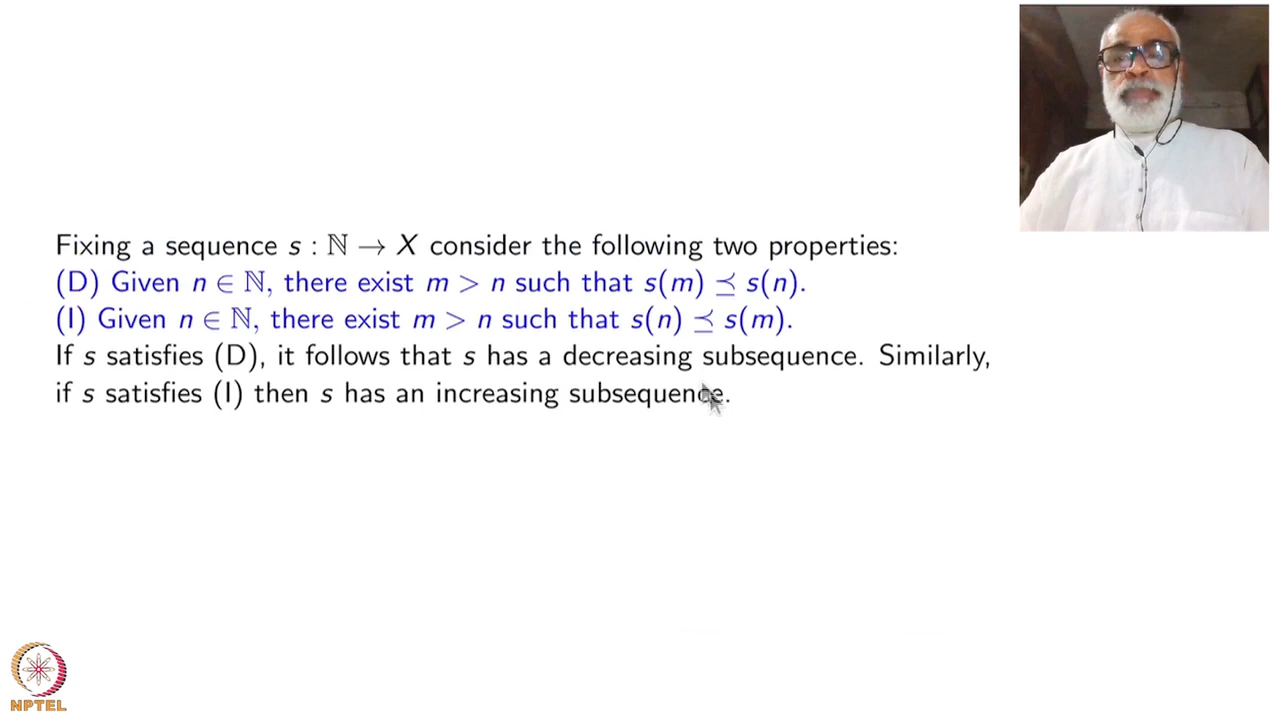 Fixing a sequence s : ℕ → X consider the following two properties:
(D) Given n ∈ ℕ, there exist m > n such that s(m) ⪯ s(n).
(I) Given n ∈ ℕ, there exist m > n such that s(n) ⪯ s(m).
If s satisfies (D), it follows that s has a decreasing subsequence. Similarly,
if s satisfies (I) then s has an increasing subsequence.
NPTEL